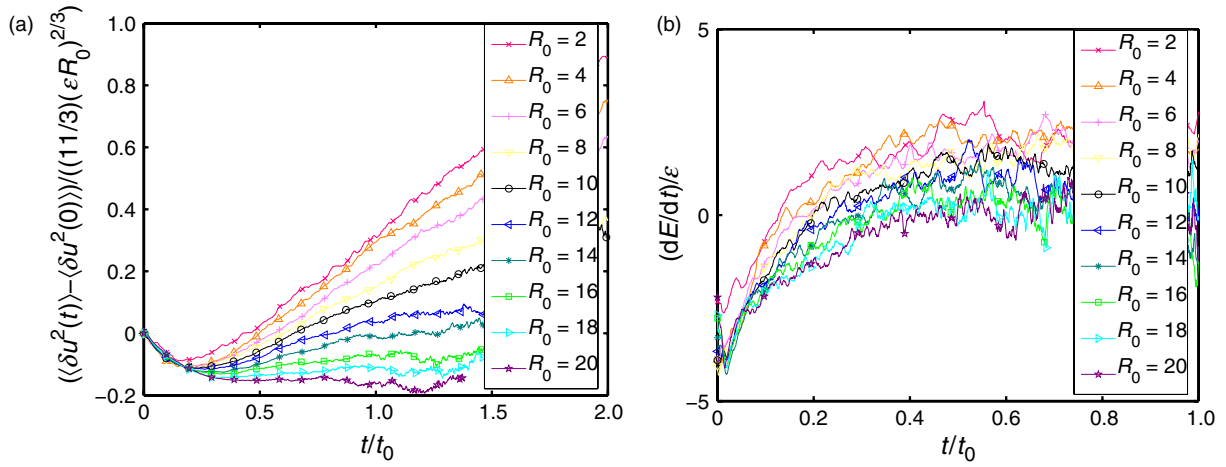 (a)
(⟨δu²(t)⟩−⟨δu²(0)⟩)/((11/3)(εR₀)^{2/3})
1.0
0.8
0.6
0.4
0.2
0
−0.2
0
0.5
1.0
1.5
2.0
t/t₀
R₀ = 2
R₀ = 4
R₀ = 6
R₀ = 8
R₀ = 10
R₀ = 12
R₀ = 14
R₀ = 16
R₀ = 18
R₀ = 20
(b)
(dE/dt)/ε
5
0
−5
0
0.2
0.4
0.6
0.8
1.0
t/t₀
R₀ = 2
R₀ = 4
R₀ = 6
R₀ = 8
R₀ = 10
R₀ = 12
R₀ = 14
R₀ = 16
R₀ = 18
R₀ = 20